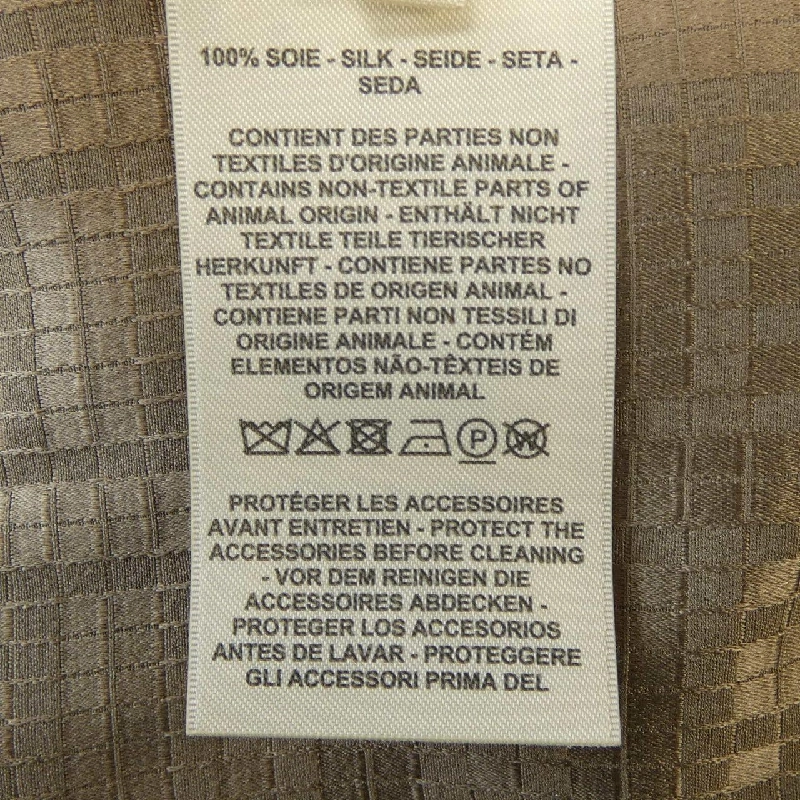 100% SOIE - SILK - SEIDE - SETA -
SEDA
CONTIENT DES PARTIES NON
TEXTILES D'ORIGINE ANIMALE -
CONTAINS NON-TEXTILE PARTS OF
ANIMAL ORIGIN - ENTHÄLT NICHT
TEXTILE TEILE TIERISCHER
HERKUNFT - CONTIENE PARTES NO
TEXTILES DE ORIGEN ANIMAL -
CONTIENE PARTI NON TESSILI DI
ORIGINE ANIMALE - CONTÉM
ELEMENTOS NÃO-TÊXTEIS DE
ORIGEM ANIMAL
P W
PROTÉGER LES ACCESSOIRES
AVANT ENTRETIEN - PROTECT THE
ACCESSORIES BEFORE CLEANING
- VOR DEM REINIGEN DIE
ACCESSOIRES ABDECKEN -
PROTEGER LOS ACCESORIOS
ANTES DE LAVAR - PROTEGGERE
GLI ACCESSORI PRIMA DEL